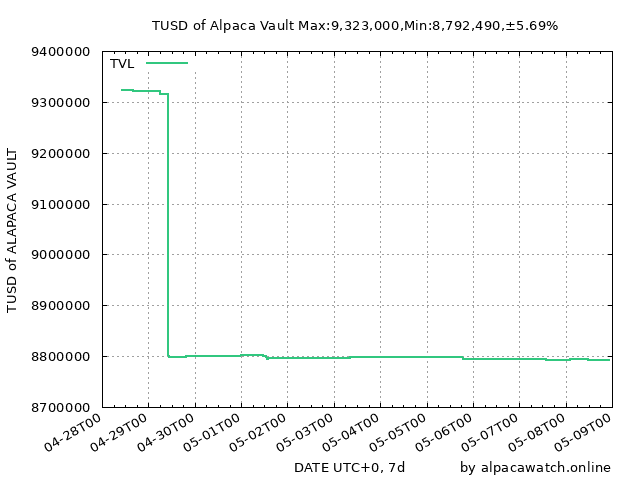 TUSD of Alpaca Vault Max:9,323,000,Min:8,792,490,±5.69%
TVL
9400000
9300000
9200000
9100000
9000000
8900000
8800000
8700000
TUSD of ALAPACA VAULT
04-28T00
04-29T00
04-30T00
05-01T00
05-02T00
05-03T00
05-04T00
05-05T00
05-06T00
05-07T00
05-08T00
05-09T00
DATE UTC+0, 7d
by alpacawatch.online